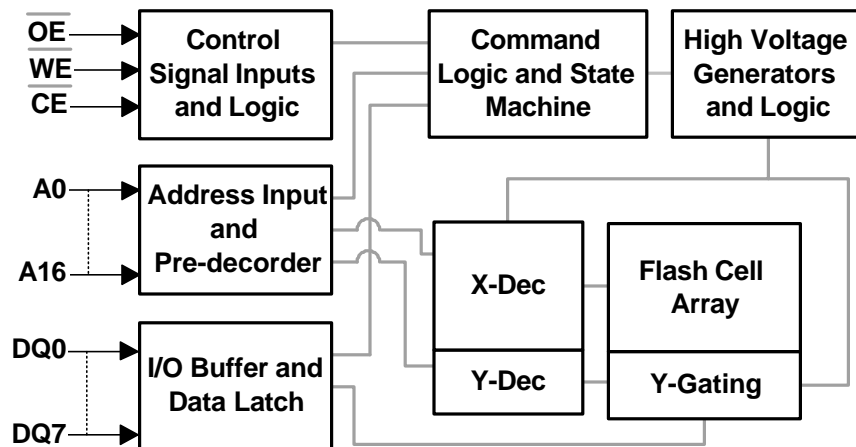 OE
WE
CE
Control
Signal Inputs
and Logic
Command
Logic and State
Machine
High Voltage
Generators
and Logic
A0
A16
Address Input
and
Pre-decorder
X-Dec
Flash Cell
Array
DQ0
DQ7
I/O Buffer and
Data Latch
Y-Dec
Y-Gating